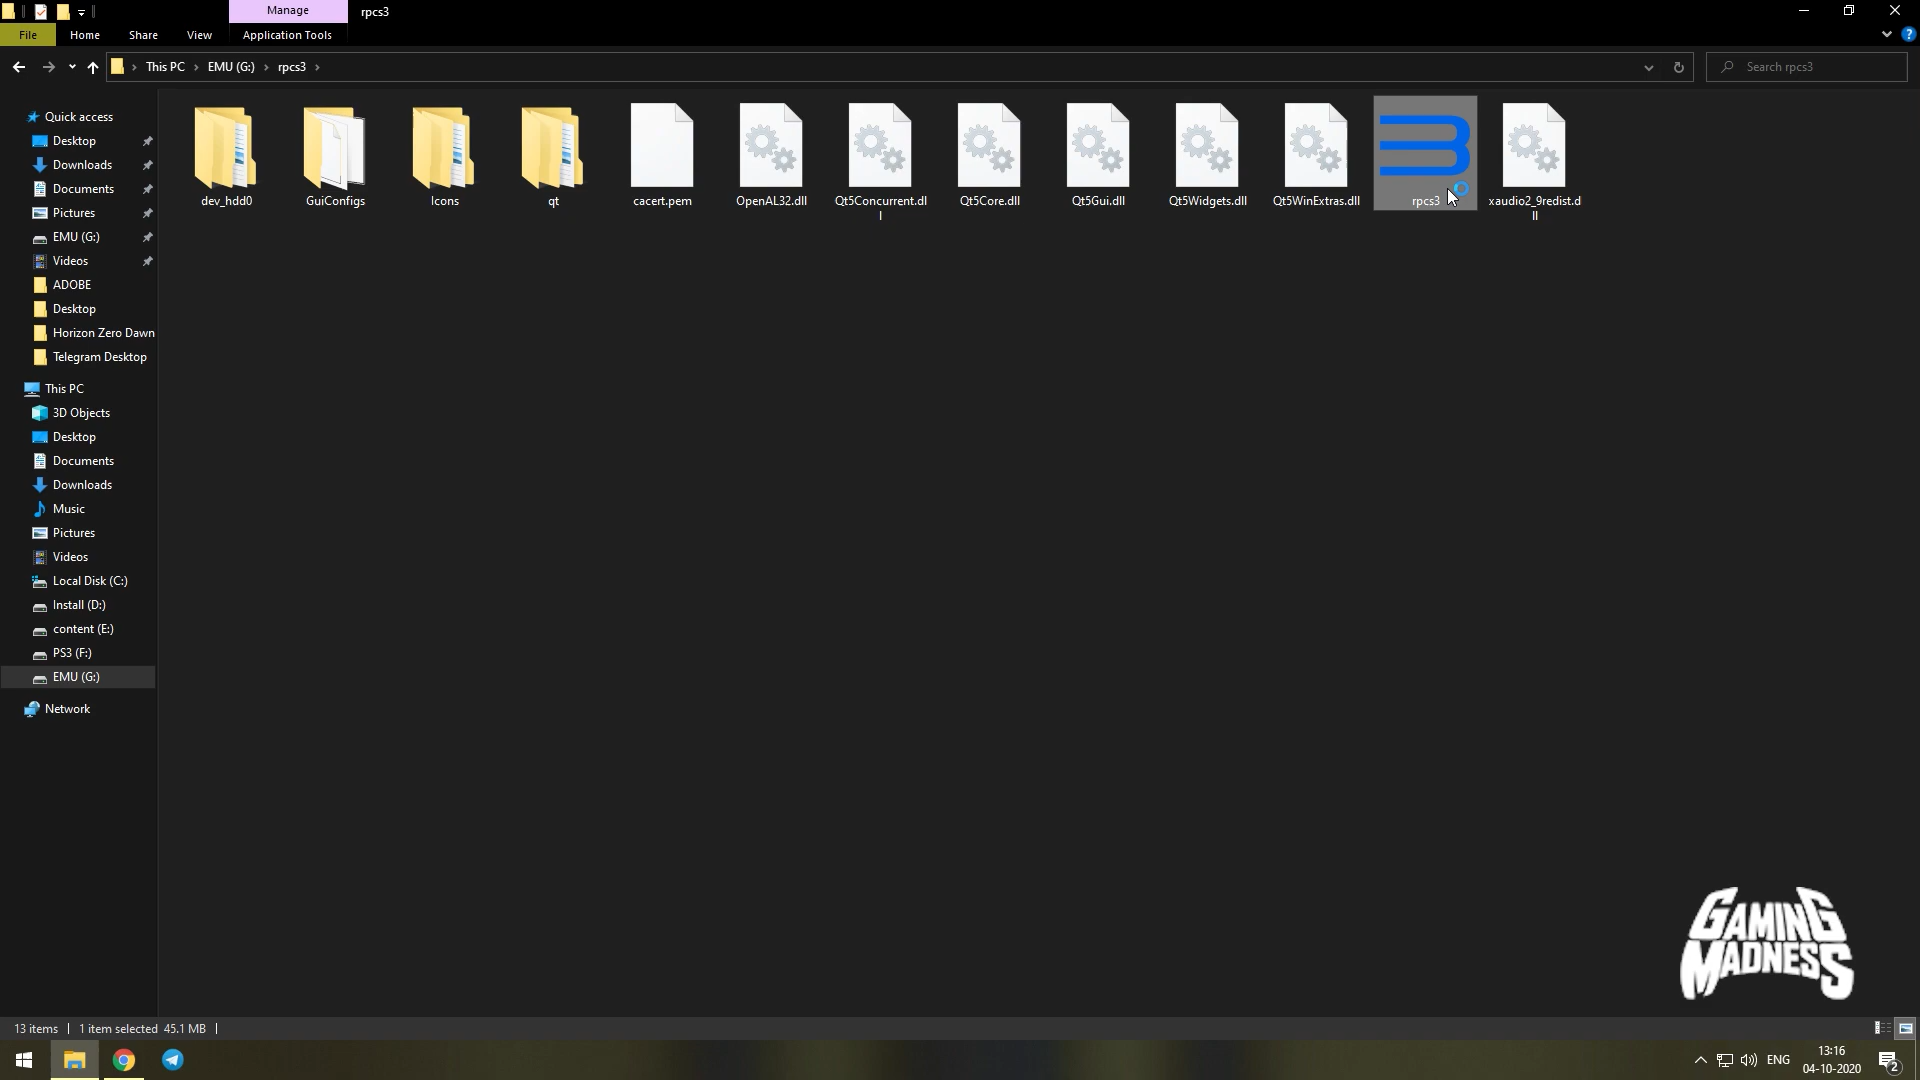 Manage
rpcs3
File
Home
Share
View
Application Tools
This PC
EMU (G:)
rpcs3
Search rpcs3
Quick access
Desktop
Downloads
Documents
Pictures
EMU (G:)
Videos
ADOBE
Desktop
Horizon Zero Dawn
Telegram Desktop
This PC
3D Objects
Desktop
Documents
Downloads
Music
Pictures
Videos
Local Disk (C:)
Install (D:)
content (E:)
PS3 (F:)
EMU (G:)
Network
dev_hdd0
GuiConfigs
Icons
qt
cacert.pem
OpenAL32.dll
Qt5Concurrent.dl
l
Qt5Core.dll
Qt5Gui.dll
Qt5Widgets.dll
Qt5WinExtras.dll
rpcs3
xaudio2_9redist.d
ll
GAMING
MADNESS
13 items
1 item selected 45.1 MB
ENG
13:16
04-10-2020
2